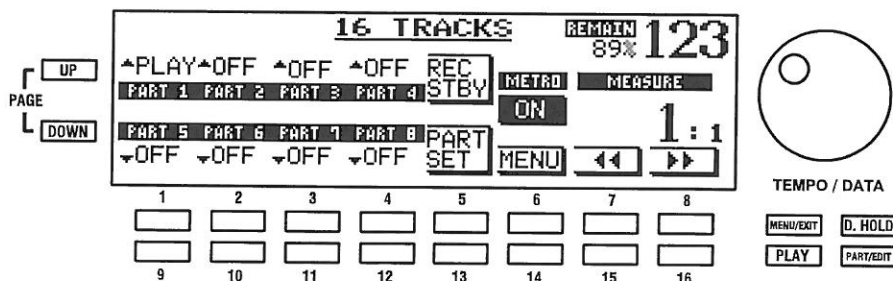 16 TRACKS
REMAIN
89%
123
UP
PAGE
DOWN
PLAY OFF OFF OFF
REC
STBY
PART 1 PART 2 PART 3 PART 4
METRO
MEASURE
ON
1:1
PART 5 PART 6 PART 7 PART 8
OFF OFF OFF OFF
PART
SET
MENU
TEMPO / DATA
1 2 3 4 5 6 7 8
MENU/EXIT
D. HOLD
PLAY
PART/EDIT
9 10 11 12 13 14 15 16